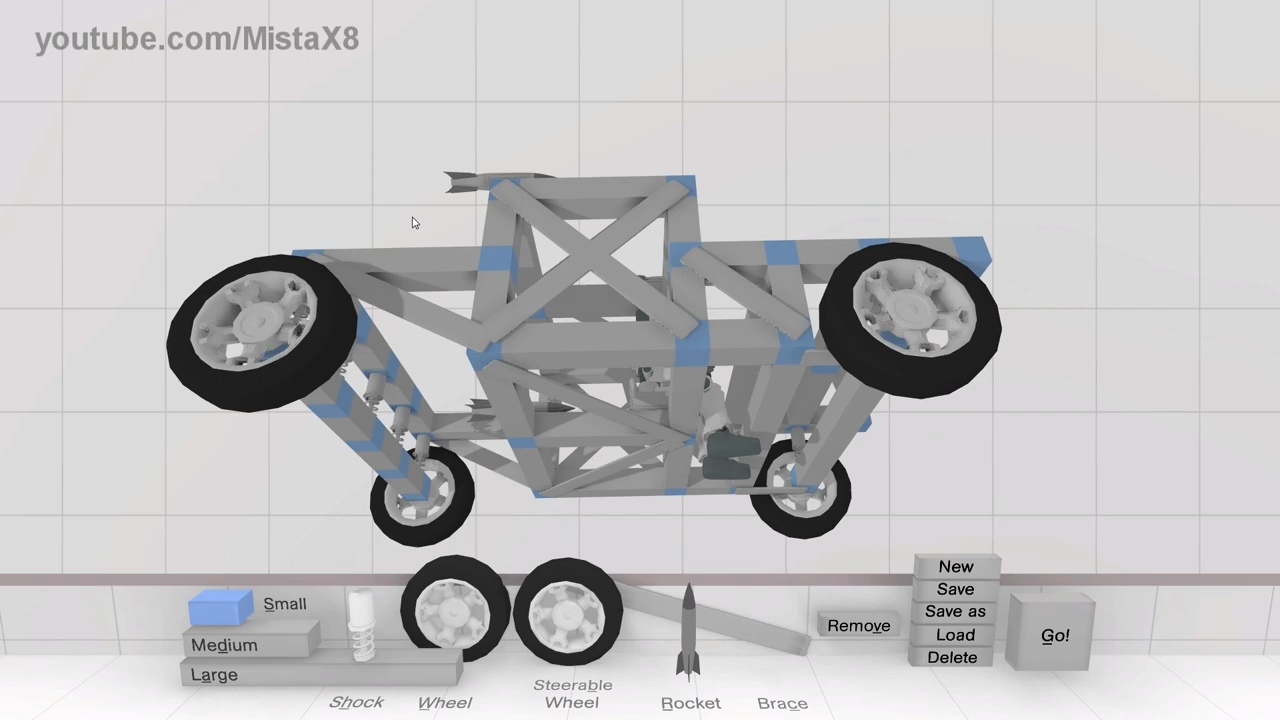 youtube.com/MistaX8
Small
Medium
Large
Shock
Wheel
Steerable
Wheel
Rocket
Brace
Remove
New
Save
Save as
Load
Delete
Go!